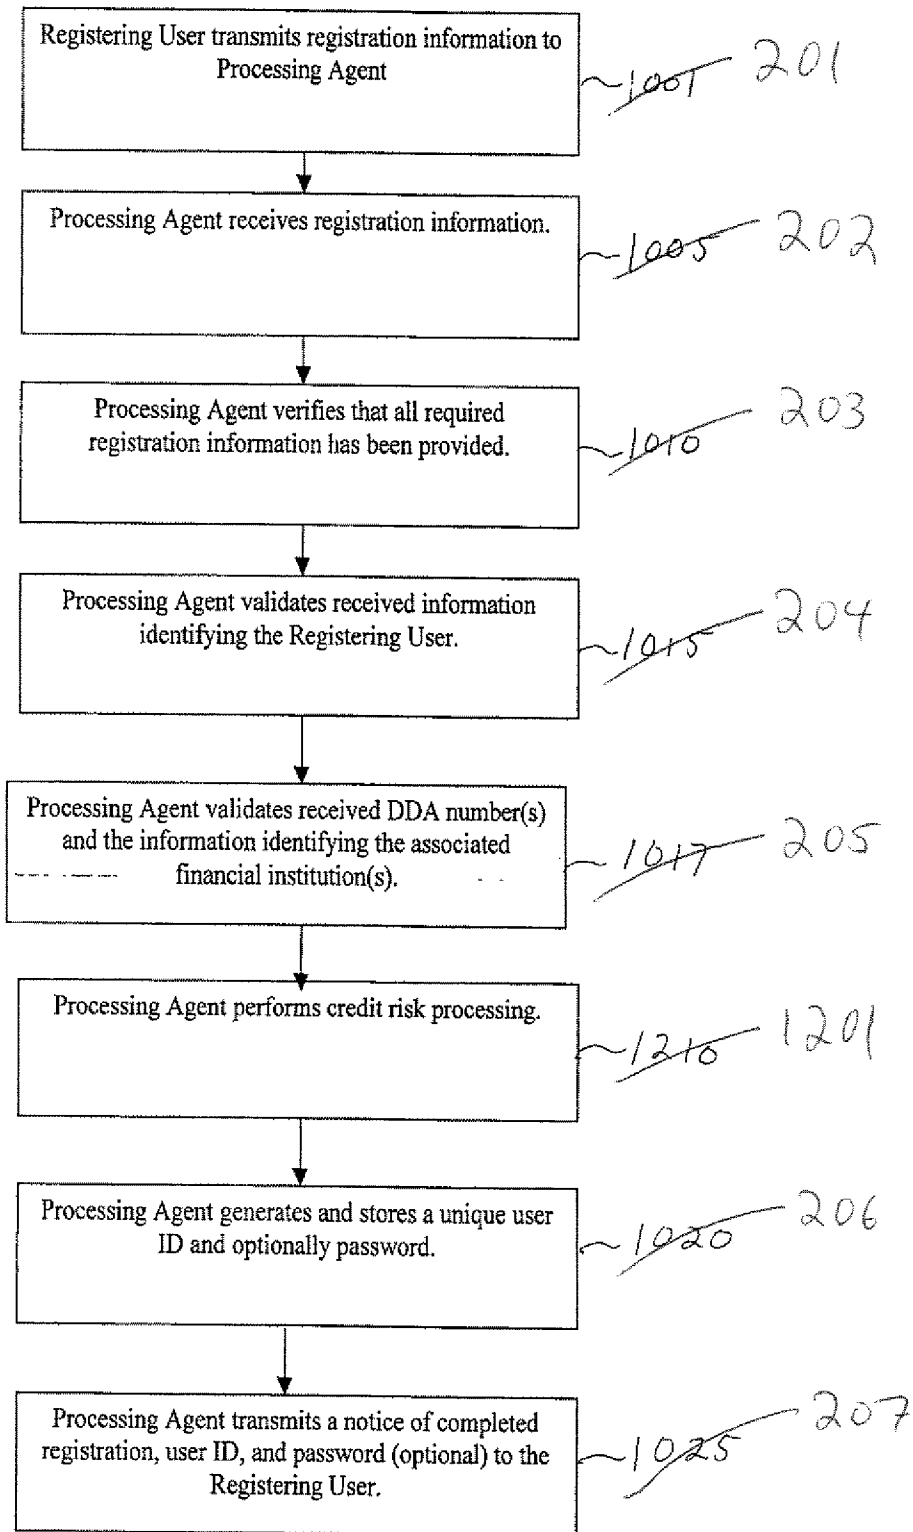 Registering User transmits registration information to
Processing Agent
1001 201
Processing Agent receives registration information.
1005 202
Processing Agent verifies that all required
registration information has been provided.
1010 203
Processing Agent validates received information
identifying the Registering User.
1015 204
Processing Agent validates received DDA number(s)
and the information identifying the associated
financial institution(s).
1017 205
Processing Agent performs credit risk processing.
1210 1201
Processing Agent generates and stores a unique user
ID and optionally password.
1020 206
Processing Agent transmits a notice of completed
registration, user ID, and password (optional) to the
Registering User.
1025 207